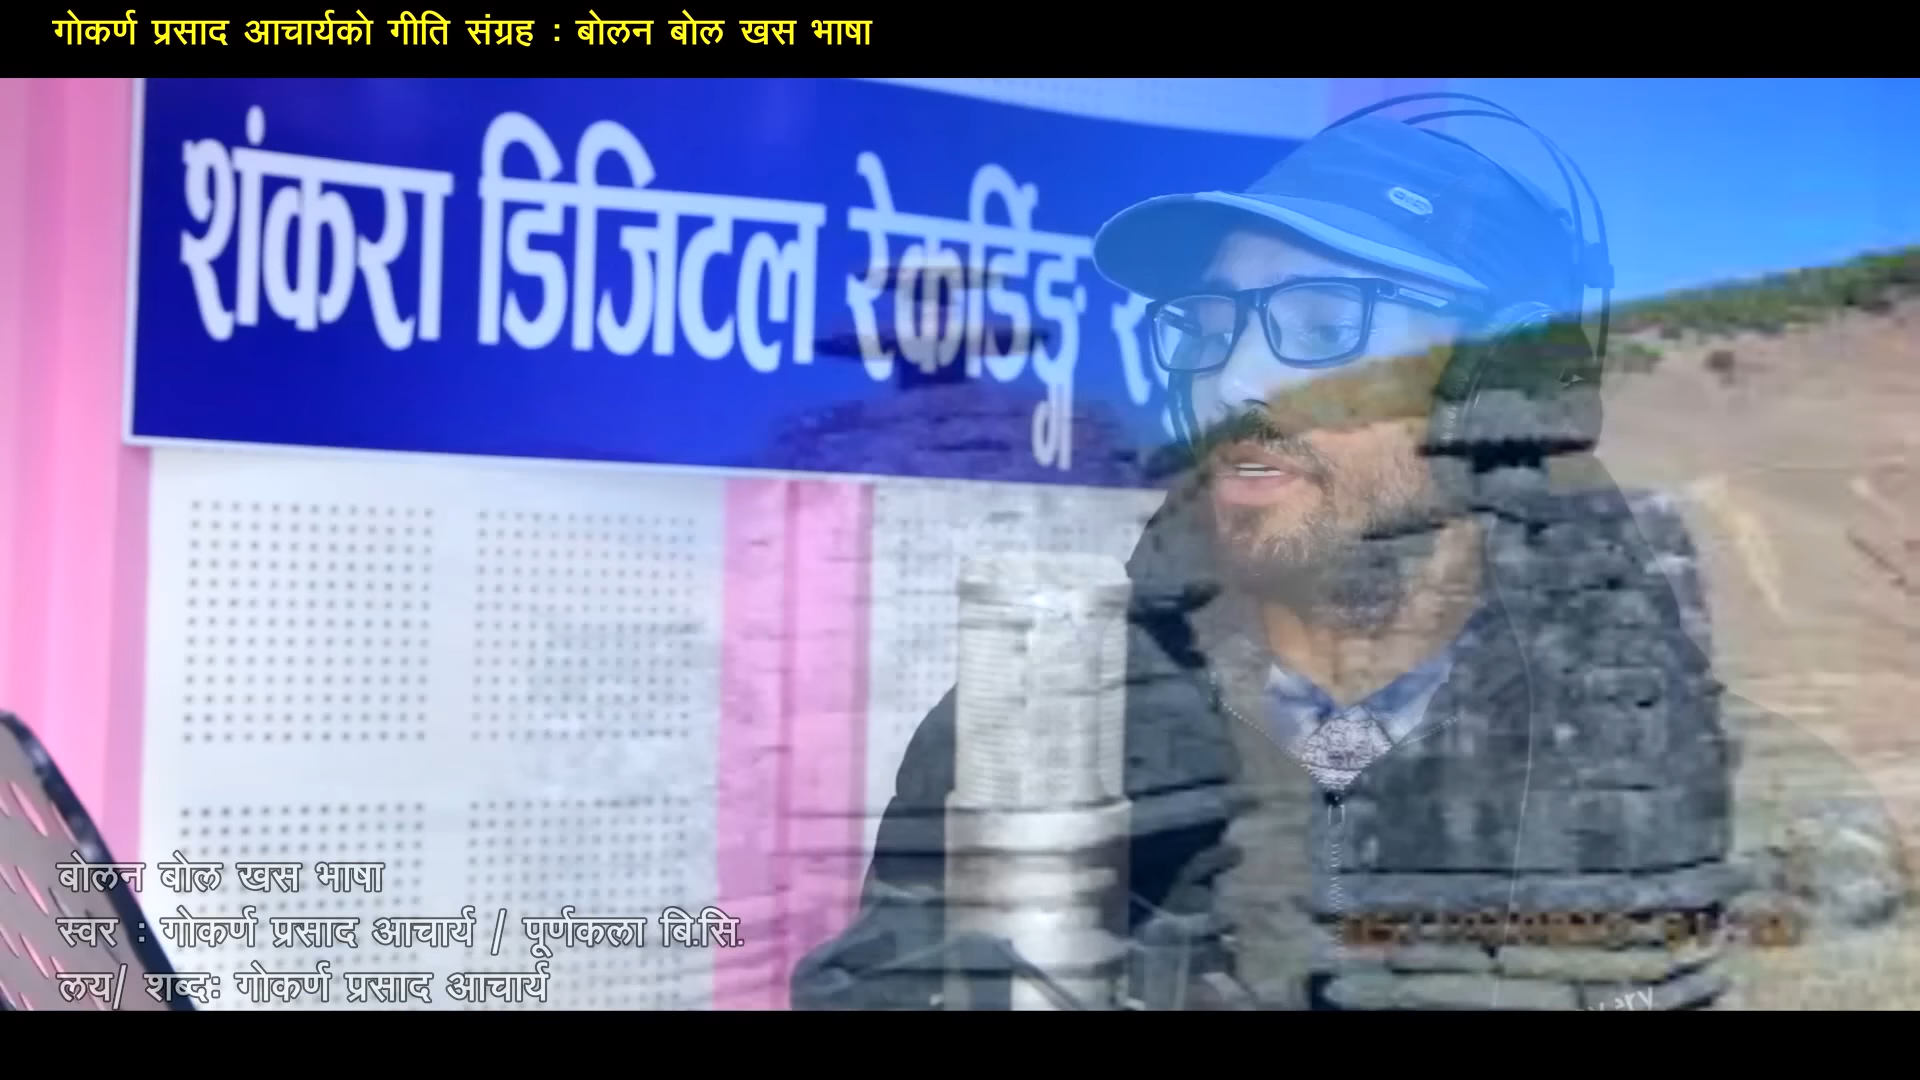 गोकर्ण प्रसाद आचार्यको गीति संग्रह : बोलन बोल खस भाषा
शंकरा डिजिटल रेकर्डिङ्ग
बोलन बोल खस भाषा
स्वर : गोकर्ण प्रसाद आचार्य / पूर्णकला बि.सि.
लय/ शब्दः गोकर्ण प्रसाद आचार्य